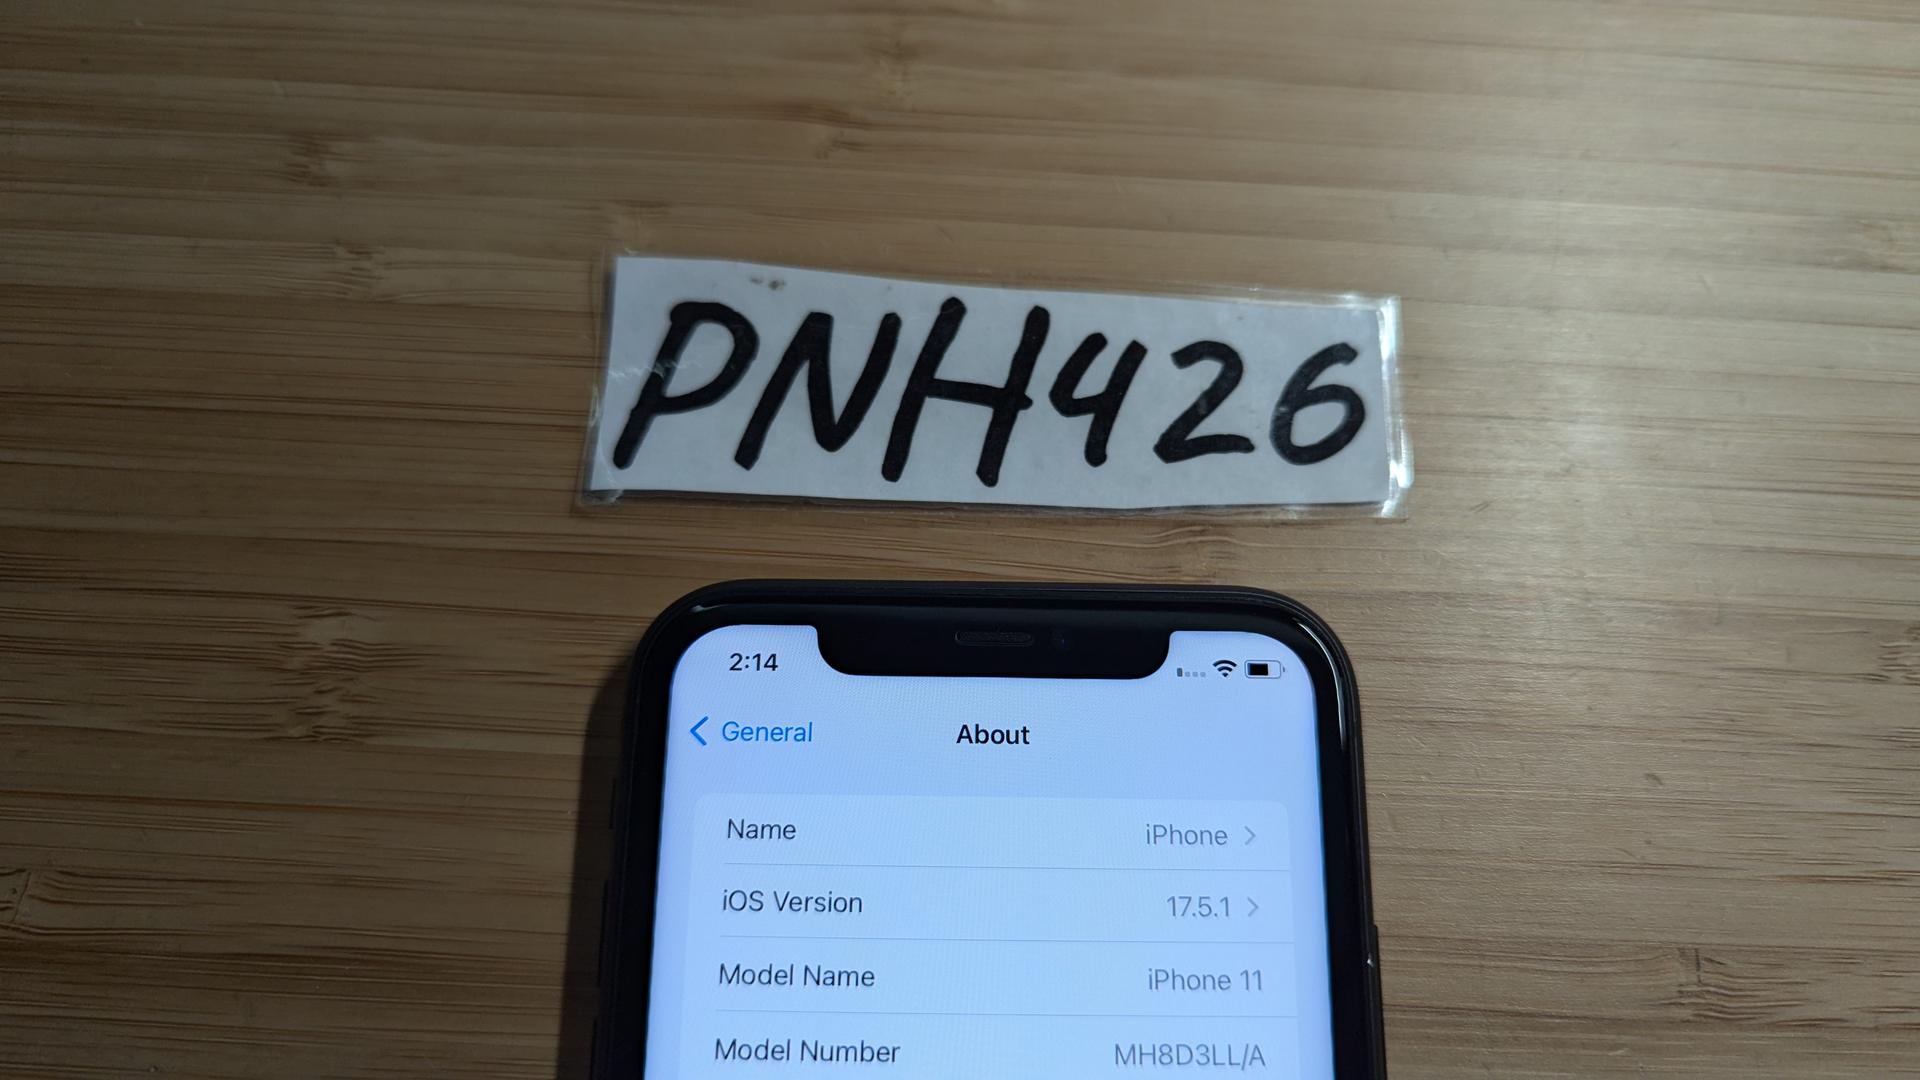 PNH426
2:14
General About
Name iPhone
iOS Version 17.5.1
Model Name iPhone 11
Model Number MH8D3LL/A